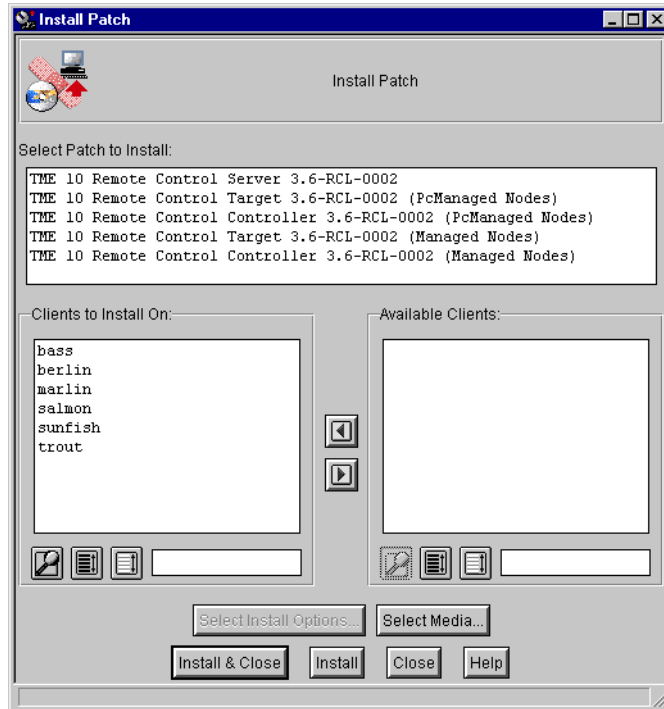 Install Patch
Install Patch
Select Patch to Install:
TME 10 Remote Control Server 3.6-RCL-0002
TME 10 Remote Control Target 3.6-RCL-0002 (PcManaged Nodes)
TME 10 Remote Control Controller 3.6-RCL-0002 (PcManaged Nodes)
TME 10 Remote Control Target 3.6-RCL-0002 (Managed Nodes)
TME 10 Remote Control Controller 3.6-RCL-0002 (Managed Nodes)
Clients to Install On:
bass
berlin
marlin
salmon
sunfish
trout
Available Clients:
Select Install Options...
Select Media...
Install & Close
Install
Close
Help